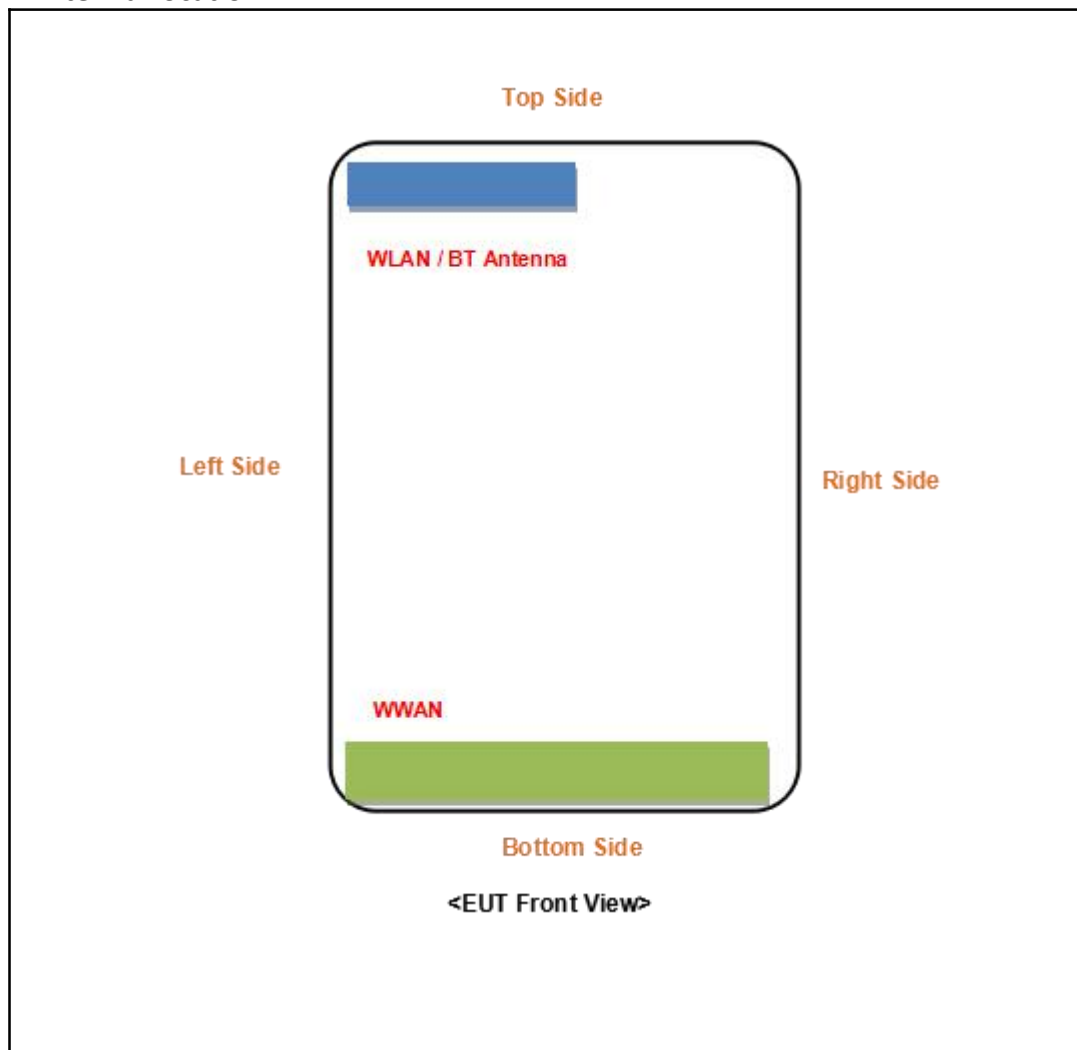 Top Side
WLAN / BT Antenna
Left Side
Right Side
WWAN
Bottom Side
<EUT Front View>